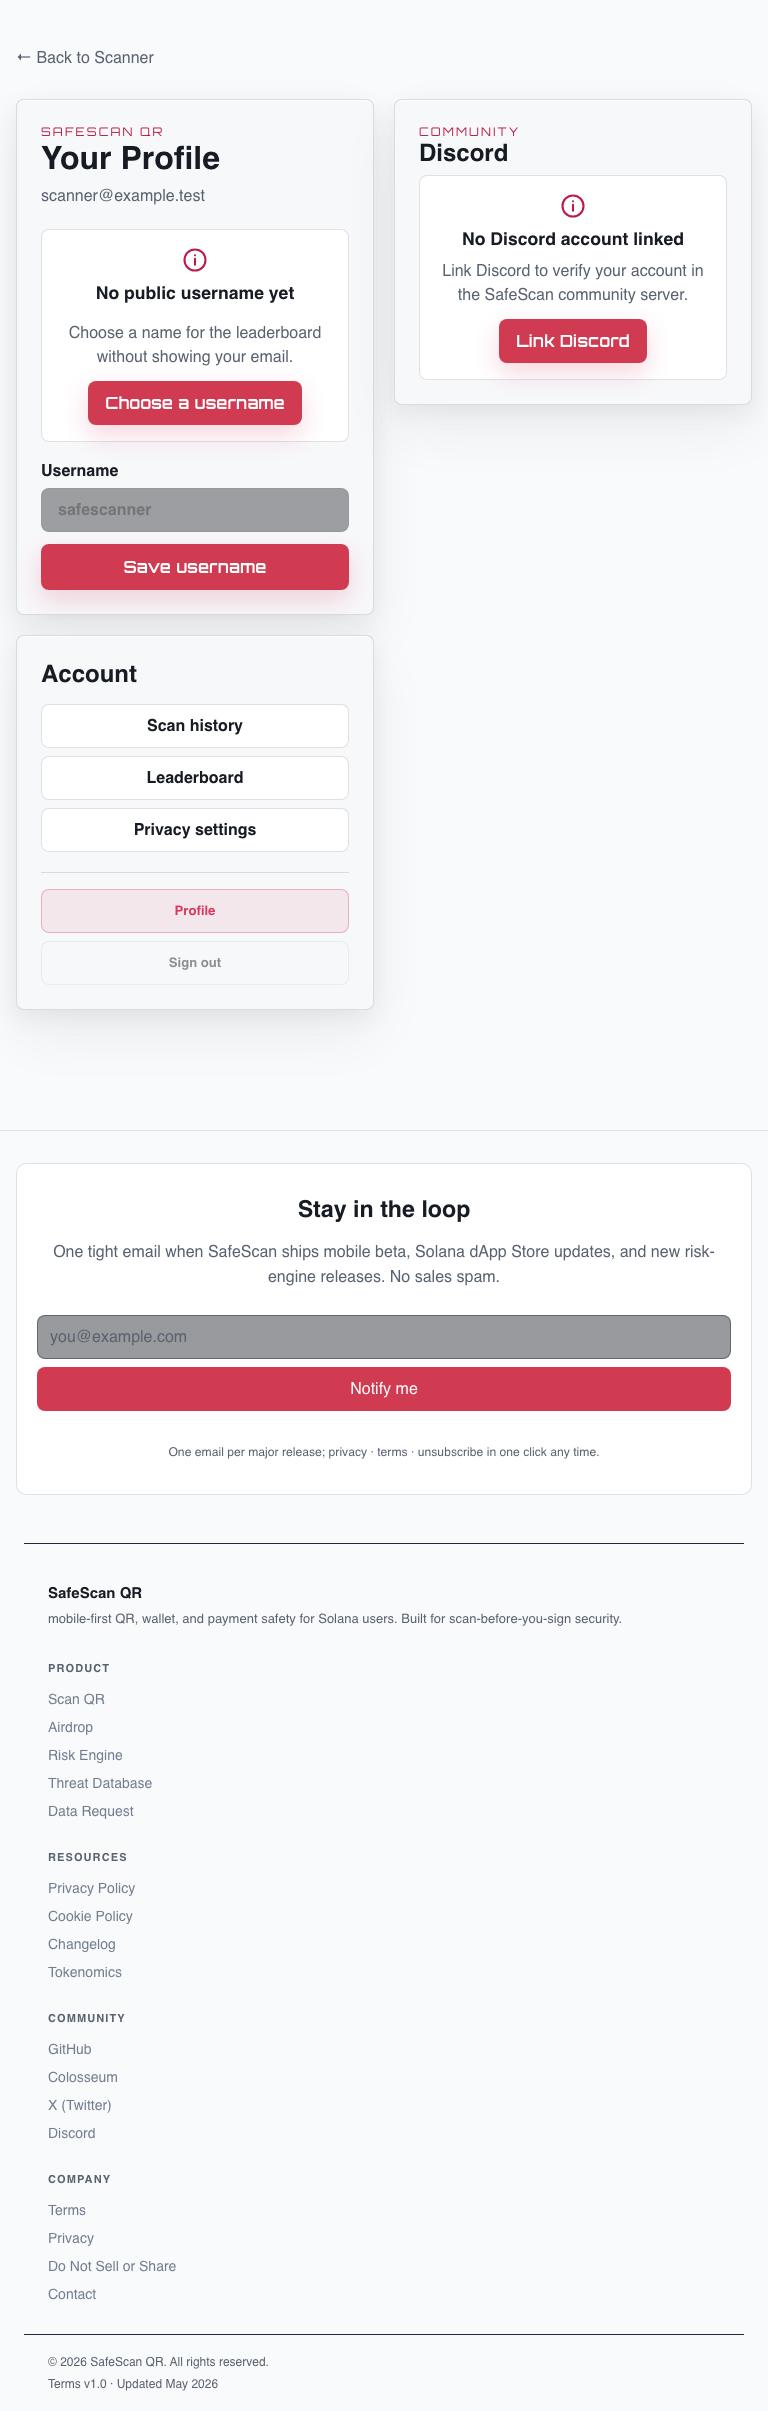 ← Back to Scanner
SAFESCAN QR
Your Profile
scanner@example.test
No public username yet
Choose a name for the leaderboard
without showing your email.
Choose a username
Username
safescanner
Save username
COMMUNITY
Discord
No Discord account linked
Link Discord to verify your account in
the SafeScan community server.
Link Discord
Account
Scan history
Leaderboard
Privacy settings
Profile
Sign out
Stay in the loop
One tight email when SafeScan ships mobile beta, Solana dApp Store updates, and new risk-
engine releases. No sales spam.
you@example.com
Notify me
One email per major release; privacy · terms · unsubscribe in one click any time.
SafeScan QR
mobile-first QR, wallet, and payment safety for Solana users. Built for scan-before-you-sign security.
PRODUCT
Scan QR
Airdrop
Risk Engine
Threat Database
Data Request
RESOURCES
Privacy Policy
Cookie Policy
Changelog
Tokenomics
COMMUNITY
GitHub
Colosseum
X (Twitter)
Discord
COMPANY
Terms
Privacy
Do Not Sell or Share
Contact
© 2026 SafeScan QR. All rights reserved.
Terms v1.0 · Updated May 2026